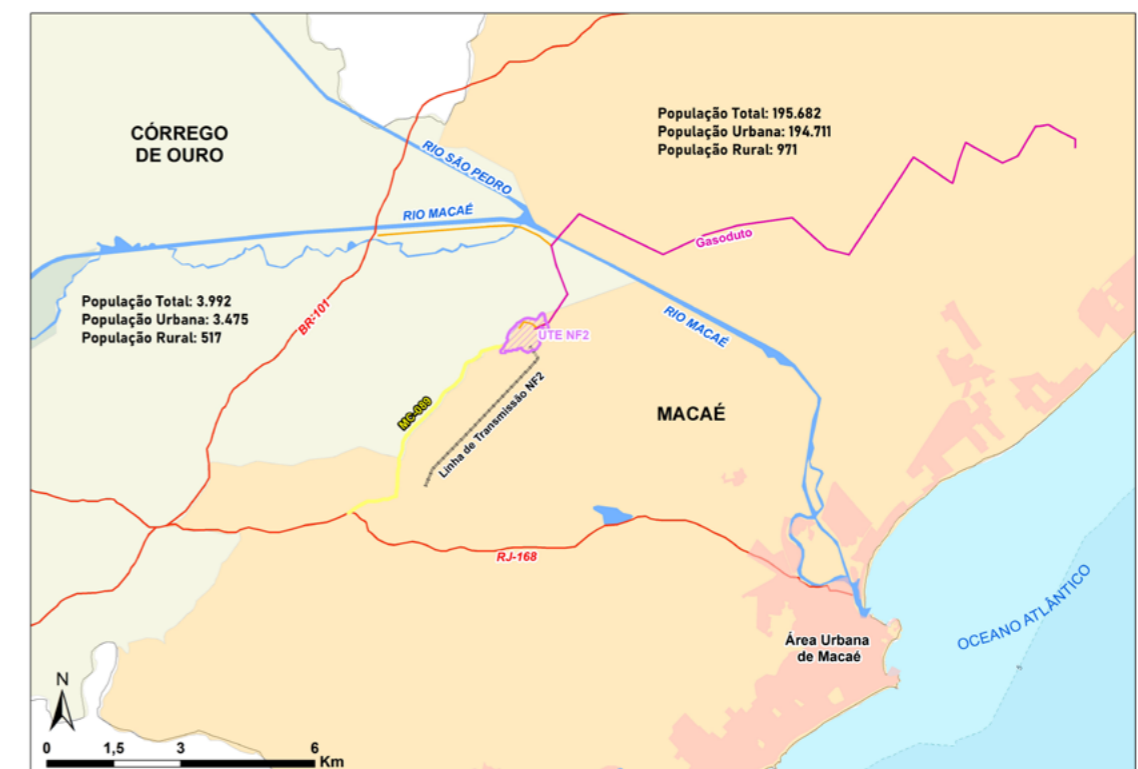 CÓRREGO
DE OURO
População Total: 195.682
População Urbana: 194.711
População Rural: 971
RIO SÃO PEDRO
RIO MACAÉ
Gasoduto
População Total: 3.992
População Urbana: 3.475
População Rural: 517
BR-101
UTE NF2
RIO MACAÉ
MC-089
Linha de Transmissão NF2
MACAÉ
RJ-168
OCEANO ATLÂNTICO
Área Urbana
de Macaé
N
0 1,5 3 6
Km